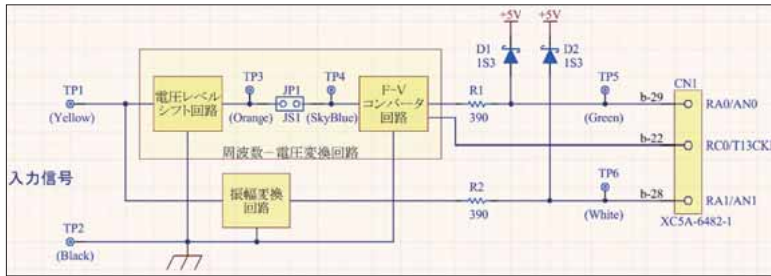 +5V
+5V
D1
1S3
D2
1S3
TP1
(Yellow)
電圧レベル
シフト回路
TP3
(Orange)
JP1
JS1
TP4
(SkyBlue)
F-V
コンバータ
回路
R1
390
TP5
(Green)
CN1
b-29
RA0/AN0
b-22
RC0/T13CKI
周波数－電圧変換回路
入力信号
振幅変換
回路
R2
390
TP6
(White)
b-28
RA1/AN1
XC5A-6482-1
TP2
(Black)